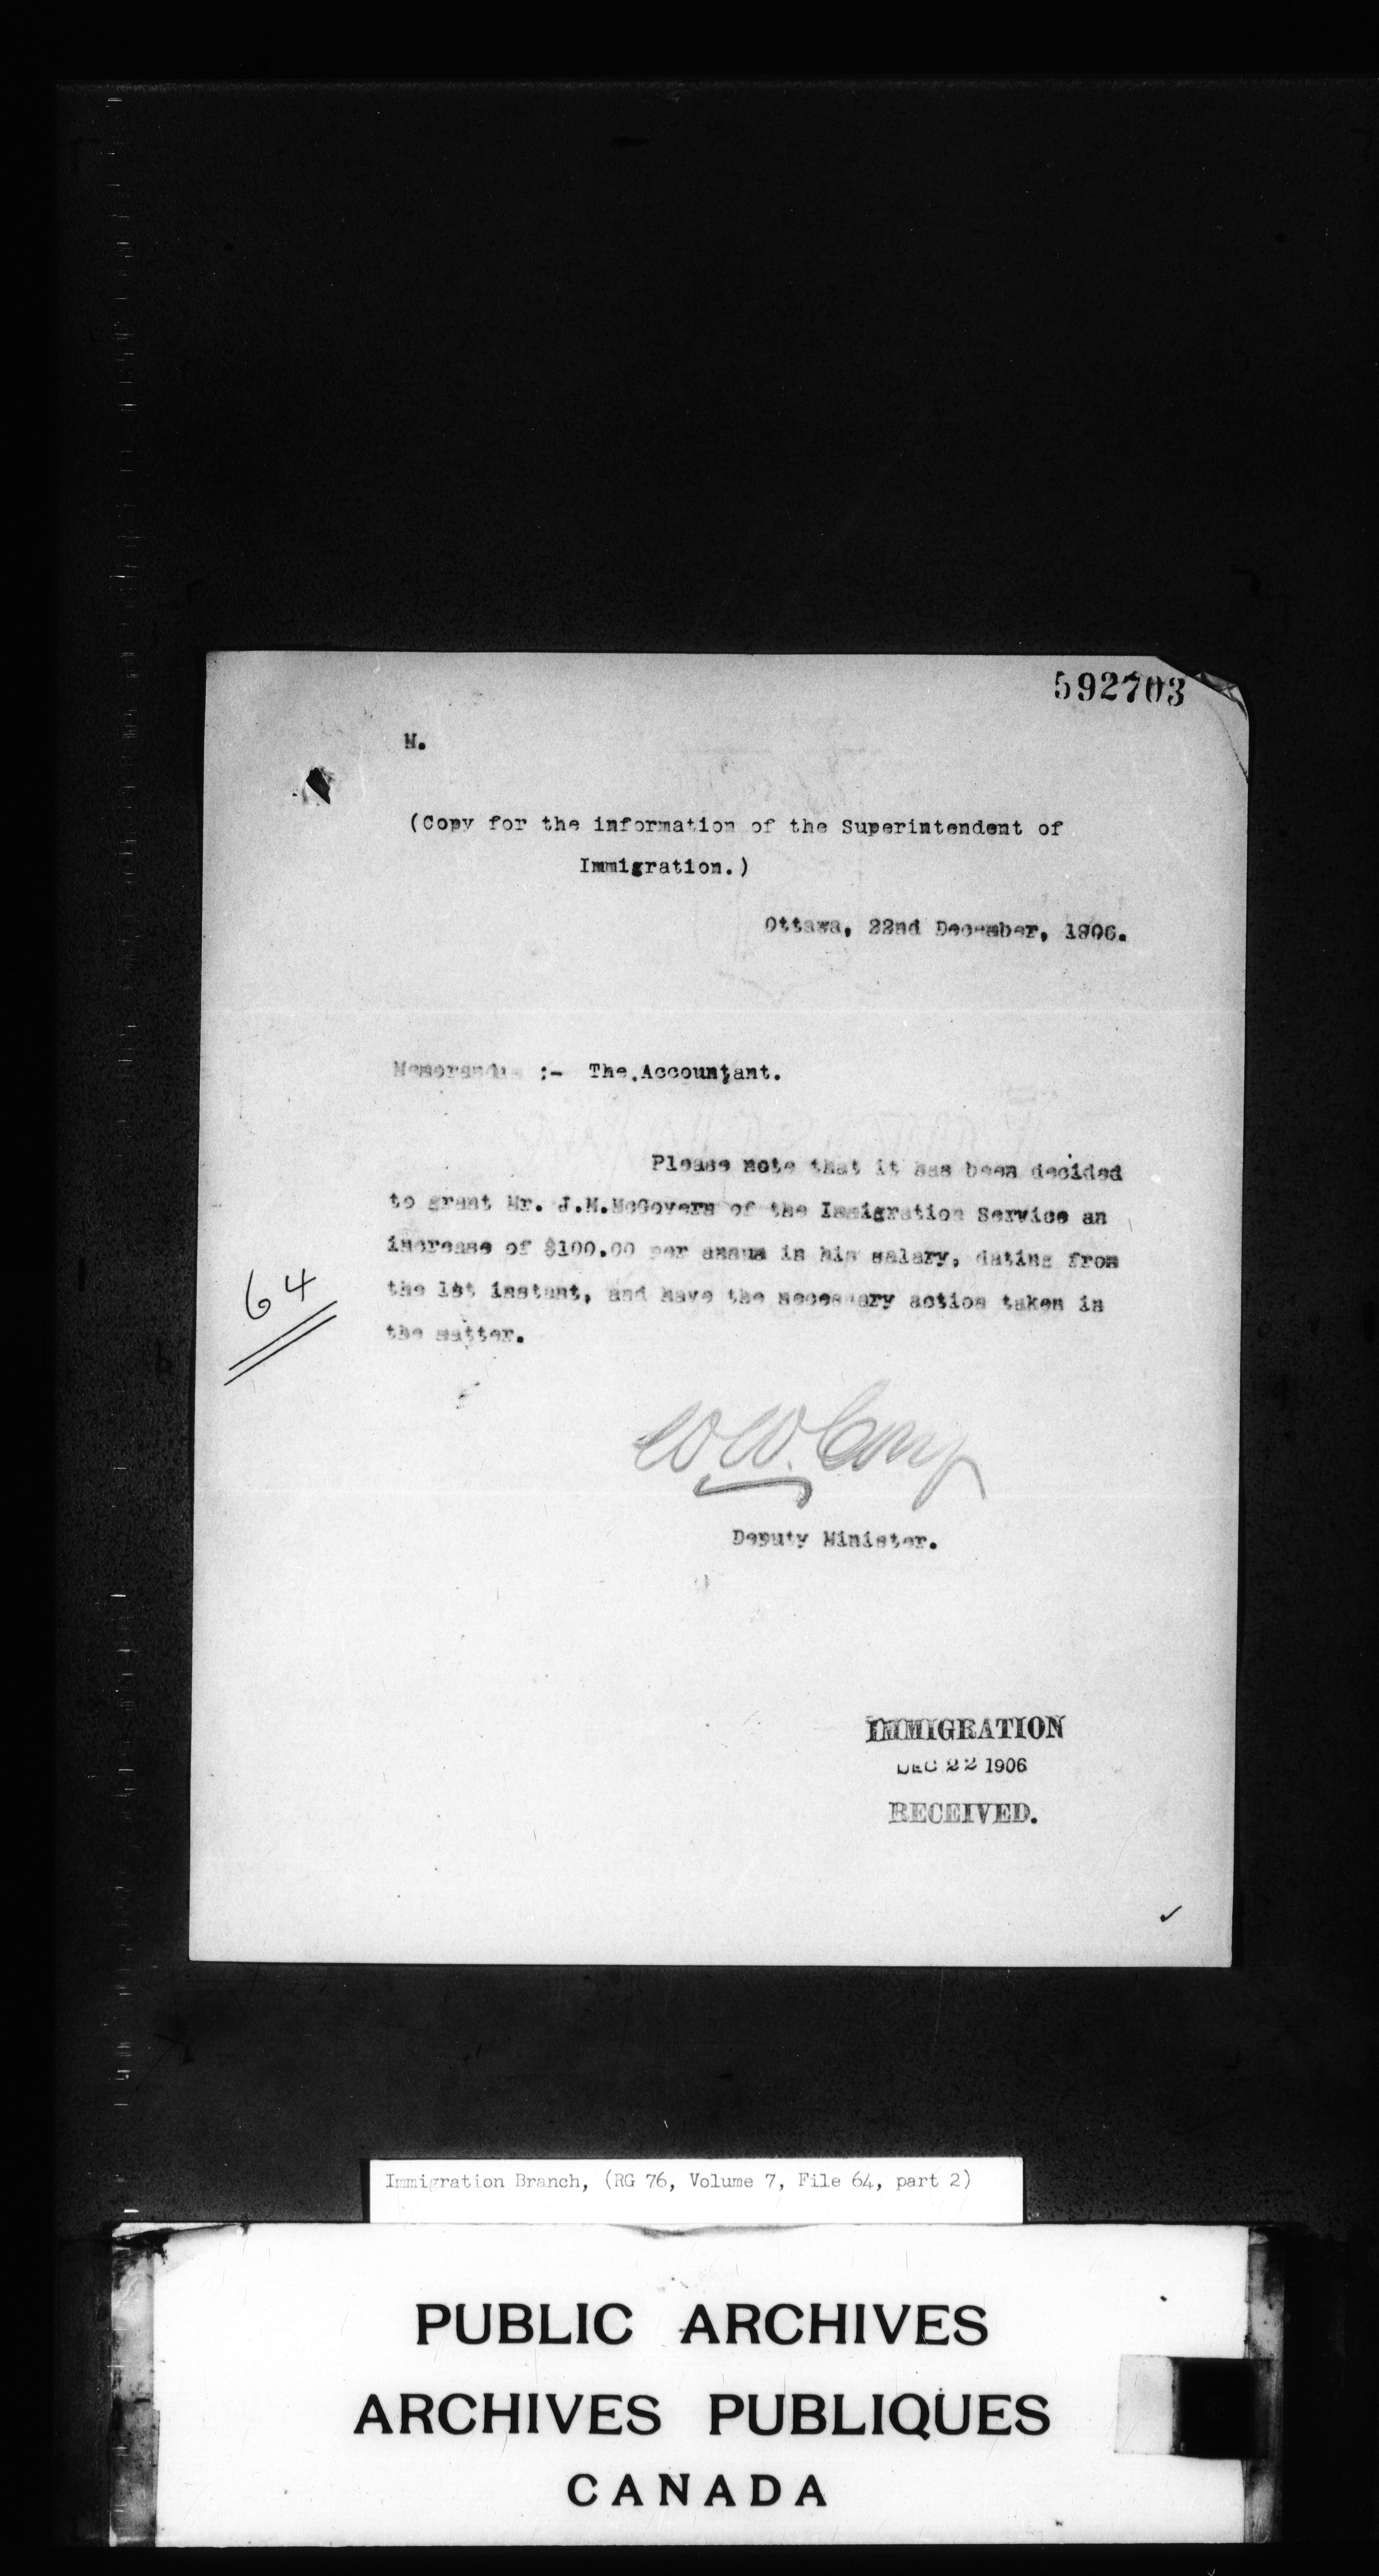 592703
M.
(Copy for the information of the Superintendent of
Immigration.)
Ottawa, 22nd December, 1906.
Memorandum :- The Accountant.
Please note that it has been decided
to grant Mr. J.M.McGovern of the Immigration Service an
increase of $100.00 per annum in his salary, dating from
the 1st instant, and have the necessary action taken in
the matter.
64
W.W. Cory
Deputy Minister.
IMMIGRATION
DEC 22 1906
RECEIVED.
Immigration Branch, (RG 76, Volume 7, File 64, part 2)
PUBLIC ARCHIVES
ARCHIVES PUBLIQUES
CANADA